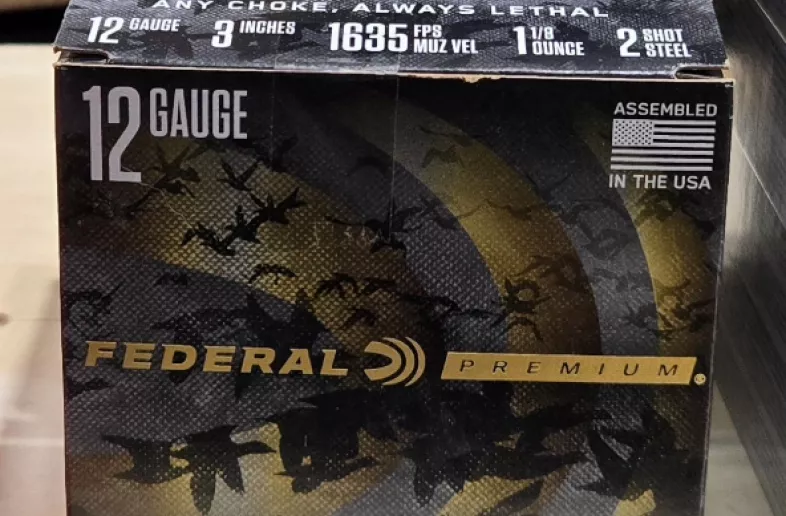 ANY CHOKE, ALWAYS LETHAL
12 GAUGE 3 INCHES 1635 FPS MUZ VEL 1 1/8 OUNCE 2 SHOT STEEL
12 GAUGE
ASSEMBLED
IN THE USA
FEDERAL PREMIUM